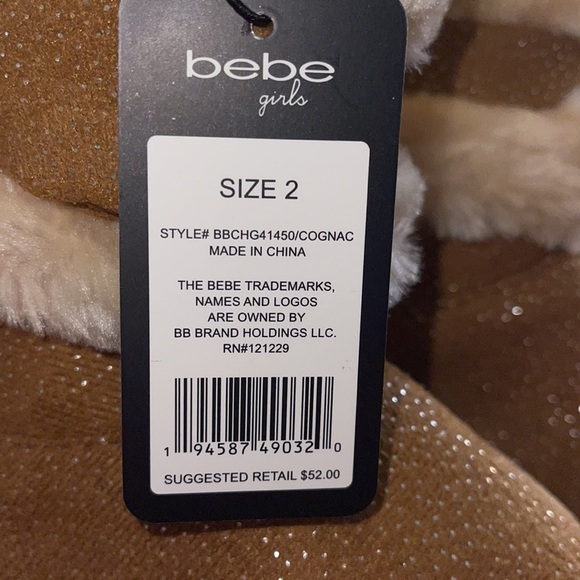 bebe
girls
SIZE 2
STYLE# BBCHG41450/COGNAC
MADE IN CHINA
THE BEBE TRADEMARKS,
NAMES AND LOGOS
ARE OWNED BY
BB BRAND HOLDINGS LLC.
RN#121229
1 94587 49032 0
SUGGESTED RETAIL $52.00